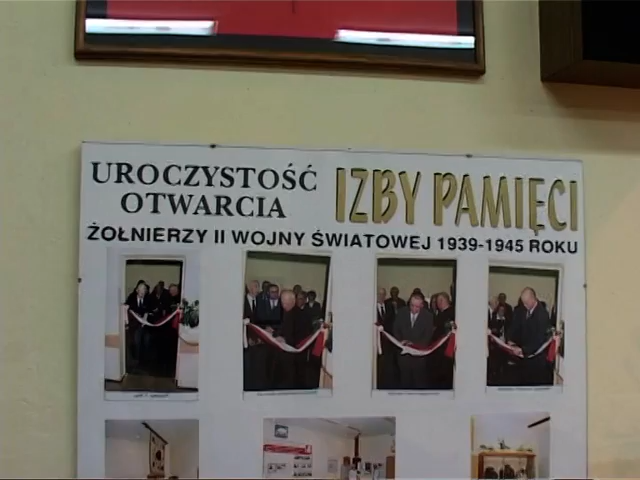 UROCZYSTOŚĆ
OTWARCIA
IZBY PAMIĘCI
ŻOŁNIERZY II WOJNY ŚWIATOWEJ 1939-1945 ROKU